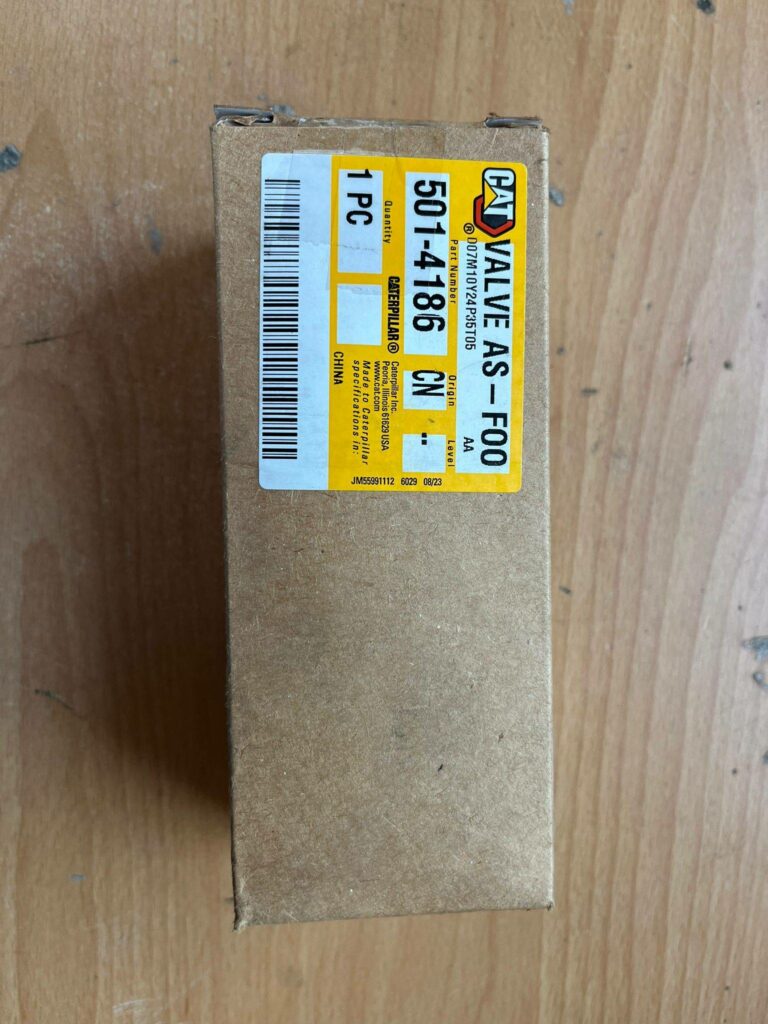 CAT® VALVE AS-FOO
D07M10Y24P35T05 AA
Part Number Origin Level
501-4186 CN --
Quantity
1 PC
CATERPILLAR®
Caterpillar Inc.
Peoria, Illinois 61629 USA
www.cat.com
Made to Caterpillar
specifications in:
CHINA
JM55991112 6029 08/23